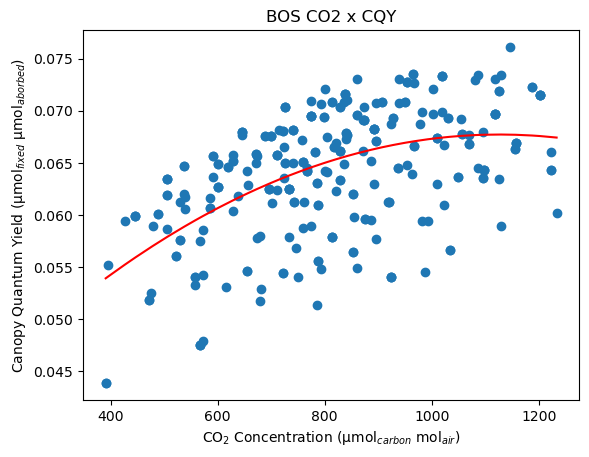 BOS CO2 x CQY
Canopy Quantum Yield (µmol_fixed µmol_aborbed)
0.075
0.070
0.065
0.060
0.055
0.050
0.045
400 600 800 1000 1200
CO₂ Concentration (µmol_carbon mol_air)